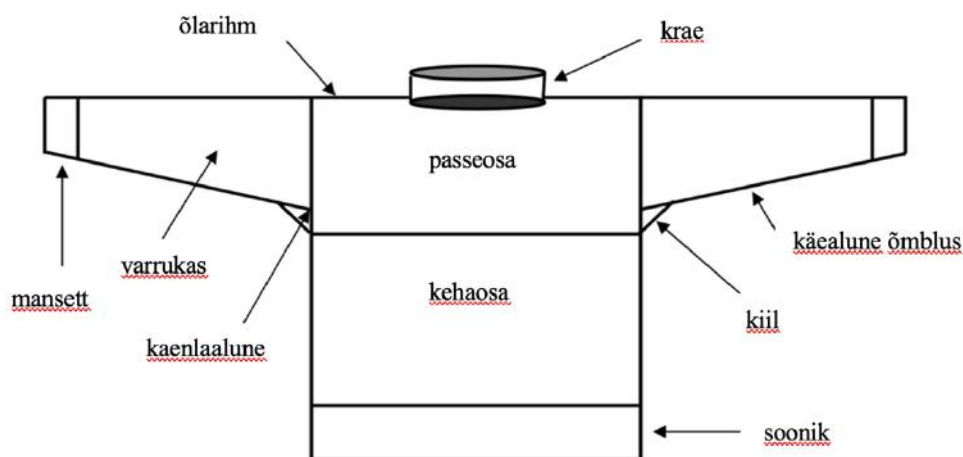 õlarihm
krae
passeosa
käealune õmblus
varrukas
mansett
kehaosa
kiil
kaenlaalune
soonik